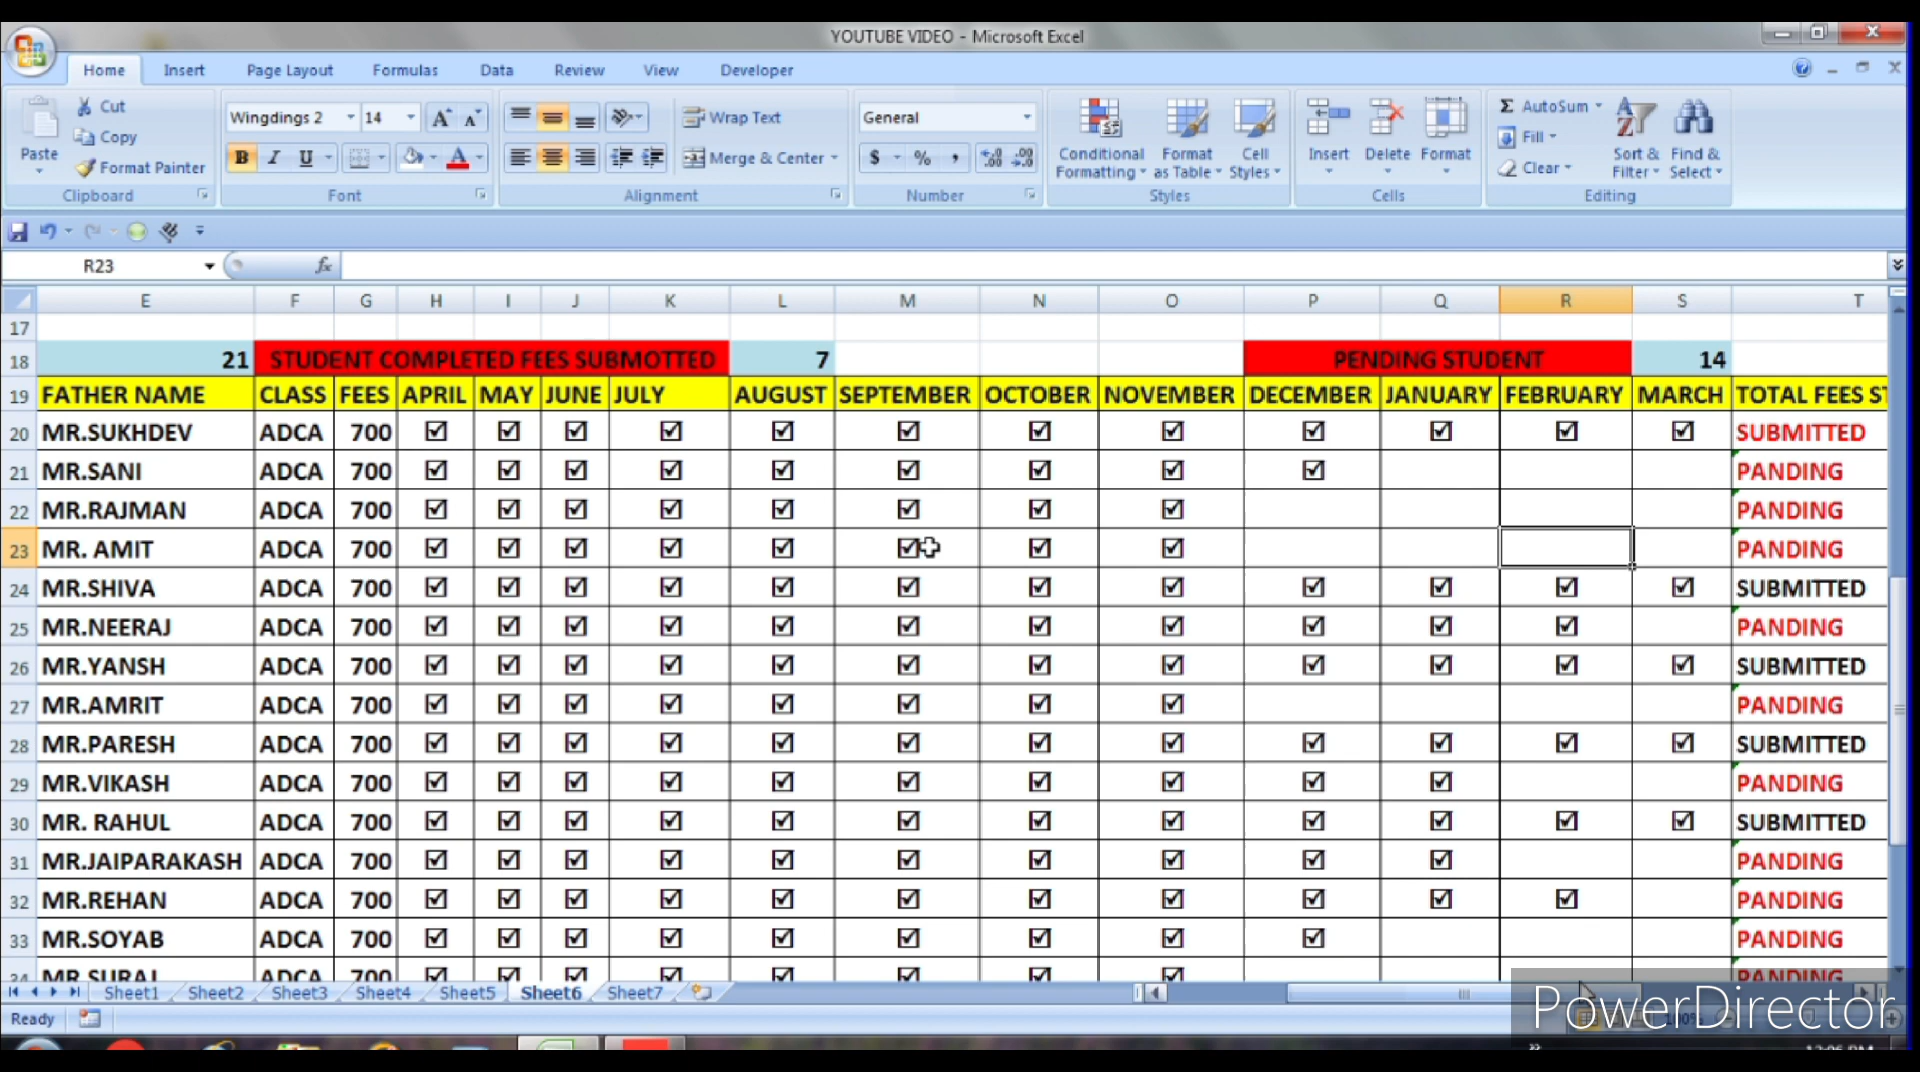 YOUTUBE VIDEO - Microsoft Excel
Home Insert Page Layout Formulas Data Review View Developer
Cut
Copy
Format Painter
Paste
Clipboard
Wingdings 2 14
B I U
Font
Wrap Text
Merge & Center
Alignment
General
$ % ,
Number
Conditional Formatting
Format as Table
Cell Styles
Styles
Insert Delete Format
Cells
Σ AutoSum
Fill
Clear
Sort & Filter
Find & Select
Editing
R23 fx
E F G H I J K L M N O P Q R S T
17
18 21 STUDENT COMPLETED FEES SUBMOTTED 7 PENDING STUDENT 14
19 FATHER NAME CLASS FEES APRIL MAY JUNE JULY AUGUST SEPTEMBER OCTOBER NOVEMBER DECEMBER JANUARY FEBRUARY MARCH TOTAL FEES ST
20 MR.SUKHDEV ADCA 700 SUBMITTED
21 MR.SANI ADCA 700 PANDING
22 MR.RAJMAN ADCA 700 PANDING
23 MR. AMIT ADCA 700 PANDING
24 MR.SHIVA ADCA 700 SUBMITTED
25 MR.NEERAJ ADCA 700 PANDING
26 MR.YANSH ADCA 700 SUBMITTED
27 MR.AMRIT ADCA 700 PANDING
28 MR.PARESH ADCA 700 SUBMITTED
29 MR.VIKASH ADCA 700 PANDING
30 MR. RAHUL ADCA 700 SUBMITTED
31 MR.JAIPARAKASH ADCA 700 PANDING
32 MR.REHAN ADCA 700 PANDING
33 MR.SOYAB ADCA 700 PANDING
34 MR.SURAJ ADCA 700 PANDING
Sheet1 Sheet2 Sheet3 Sheet4 Sheet5 Sheet6 Sheet7
Ready 100%
PowerDirector